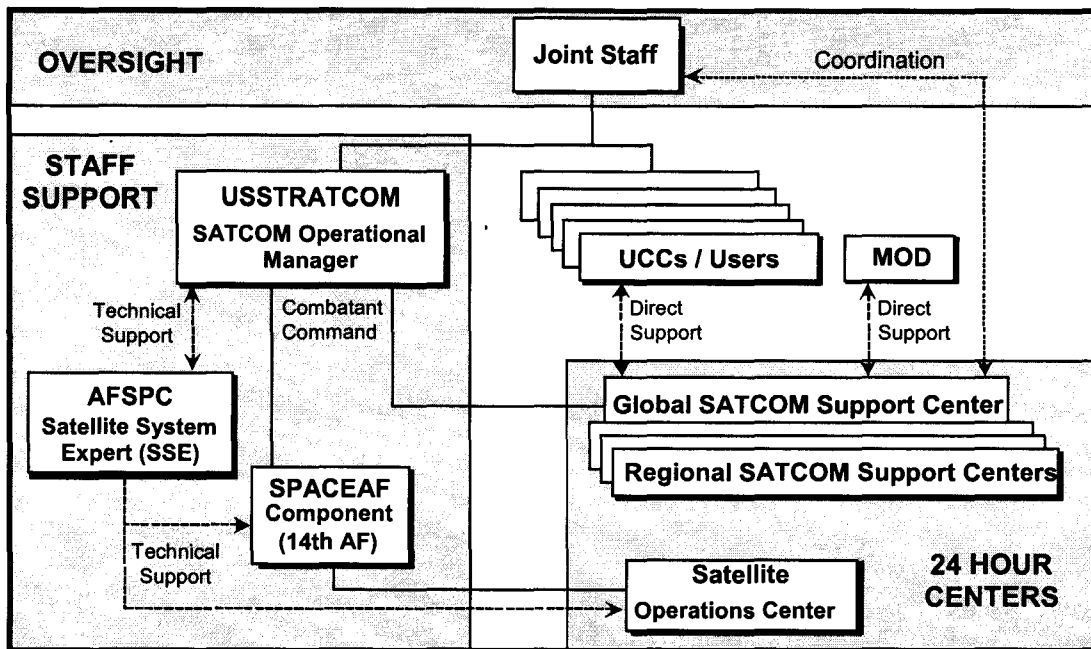 OVERSIGHT
Joint Staff
Coordination
STAFF
SUPPORT
USSTRATCOM
SATCOM Operational
Manager
UCCs / Users
MOD
Technical
Support
Combatant
Command
Direct
Support
Direct
Support
AFSPC
Satellite System
Expert (SSE)
Global SATCOM Support Center
Regional SATCOM Support Centers
SPACEAF
Component
(14th AF)
Technical
Support
Satellite
Operations Center
24 HOUR
CENTERS